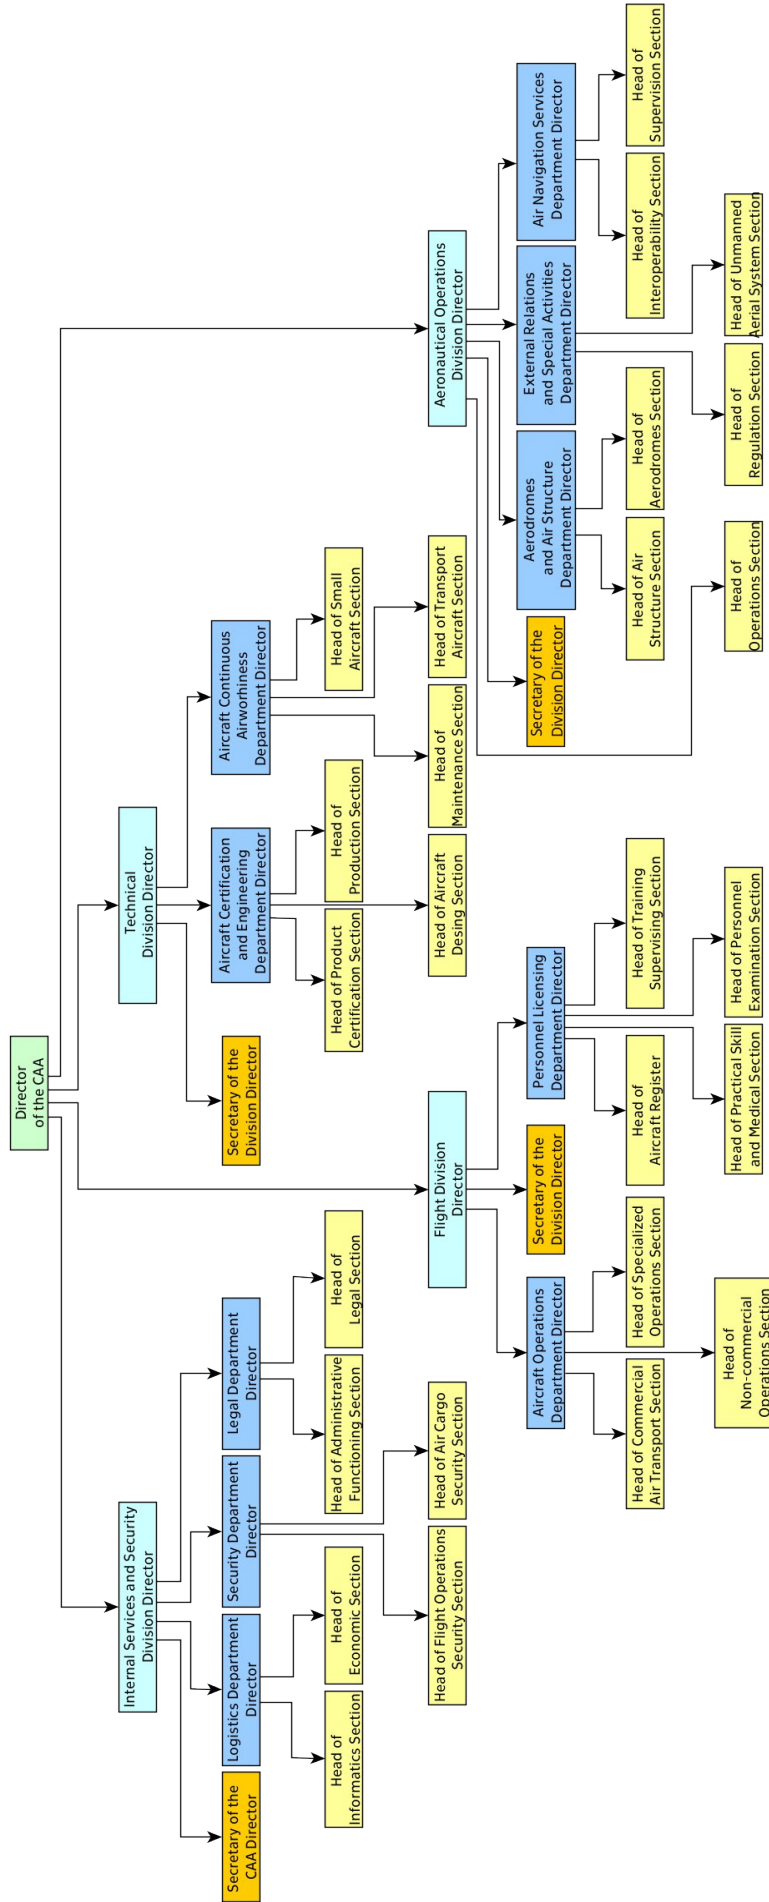 Director
of the CAA
Internal Services and Security
Division Director
Technical
Division Director
Secretary of the
CAA Director
Logistics Department
Director
Security Department
Director
Legal Department
Director
Secretary of the
Division Director
Aircraft Certification
and Engineering
Department Director
Aircraft Continuous
Airworhiness
Department Director
Head of
Informatics Section
Head of
Economic Section
Head of Administrative
Functioning Section
Head of
Legal Section
Head of Product
Certification Section
Head of
Production Section
Head of Small
Aircraft Section
Head of Flight Operations
Security Section
Head of Air Cargo
Security Section
Flight Division
Director
Head of Aircraft
Desing Section
Head of
Maintenance Section
Head of Transport
Aircraft Section
Aeronautical Operations
Division Director
Aircraft Operations
Department Director
Secretary of the
Division Director
Personnel Licensing
Department Director
Secretary of the
Division Director
Aerodromes
and Air Structure
Department Director
External Relations
and Special Activities
Department Director
Air Navigation Services
Department Director
Head of Commercial
Air Transport Section
Head of Specialized
Operations Section
Head of
Aircraft Register
Head of Training
Supervising Section
Head of Air
Structure Section
Head of
Aerodromes Section
Head of
Interoperability Section
Head of
Supervision Section
Head of
Non-commercial
Operations Section
Head of Practical Skill
and Medical Section
Head of Personnel
Examination Section
Head of
Operations Section
Head of
Regulation Section
Head of Unmanned
Aerial System Section